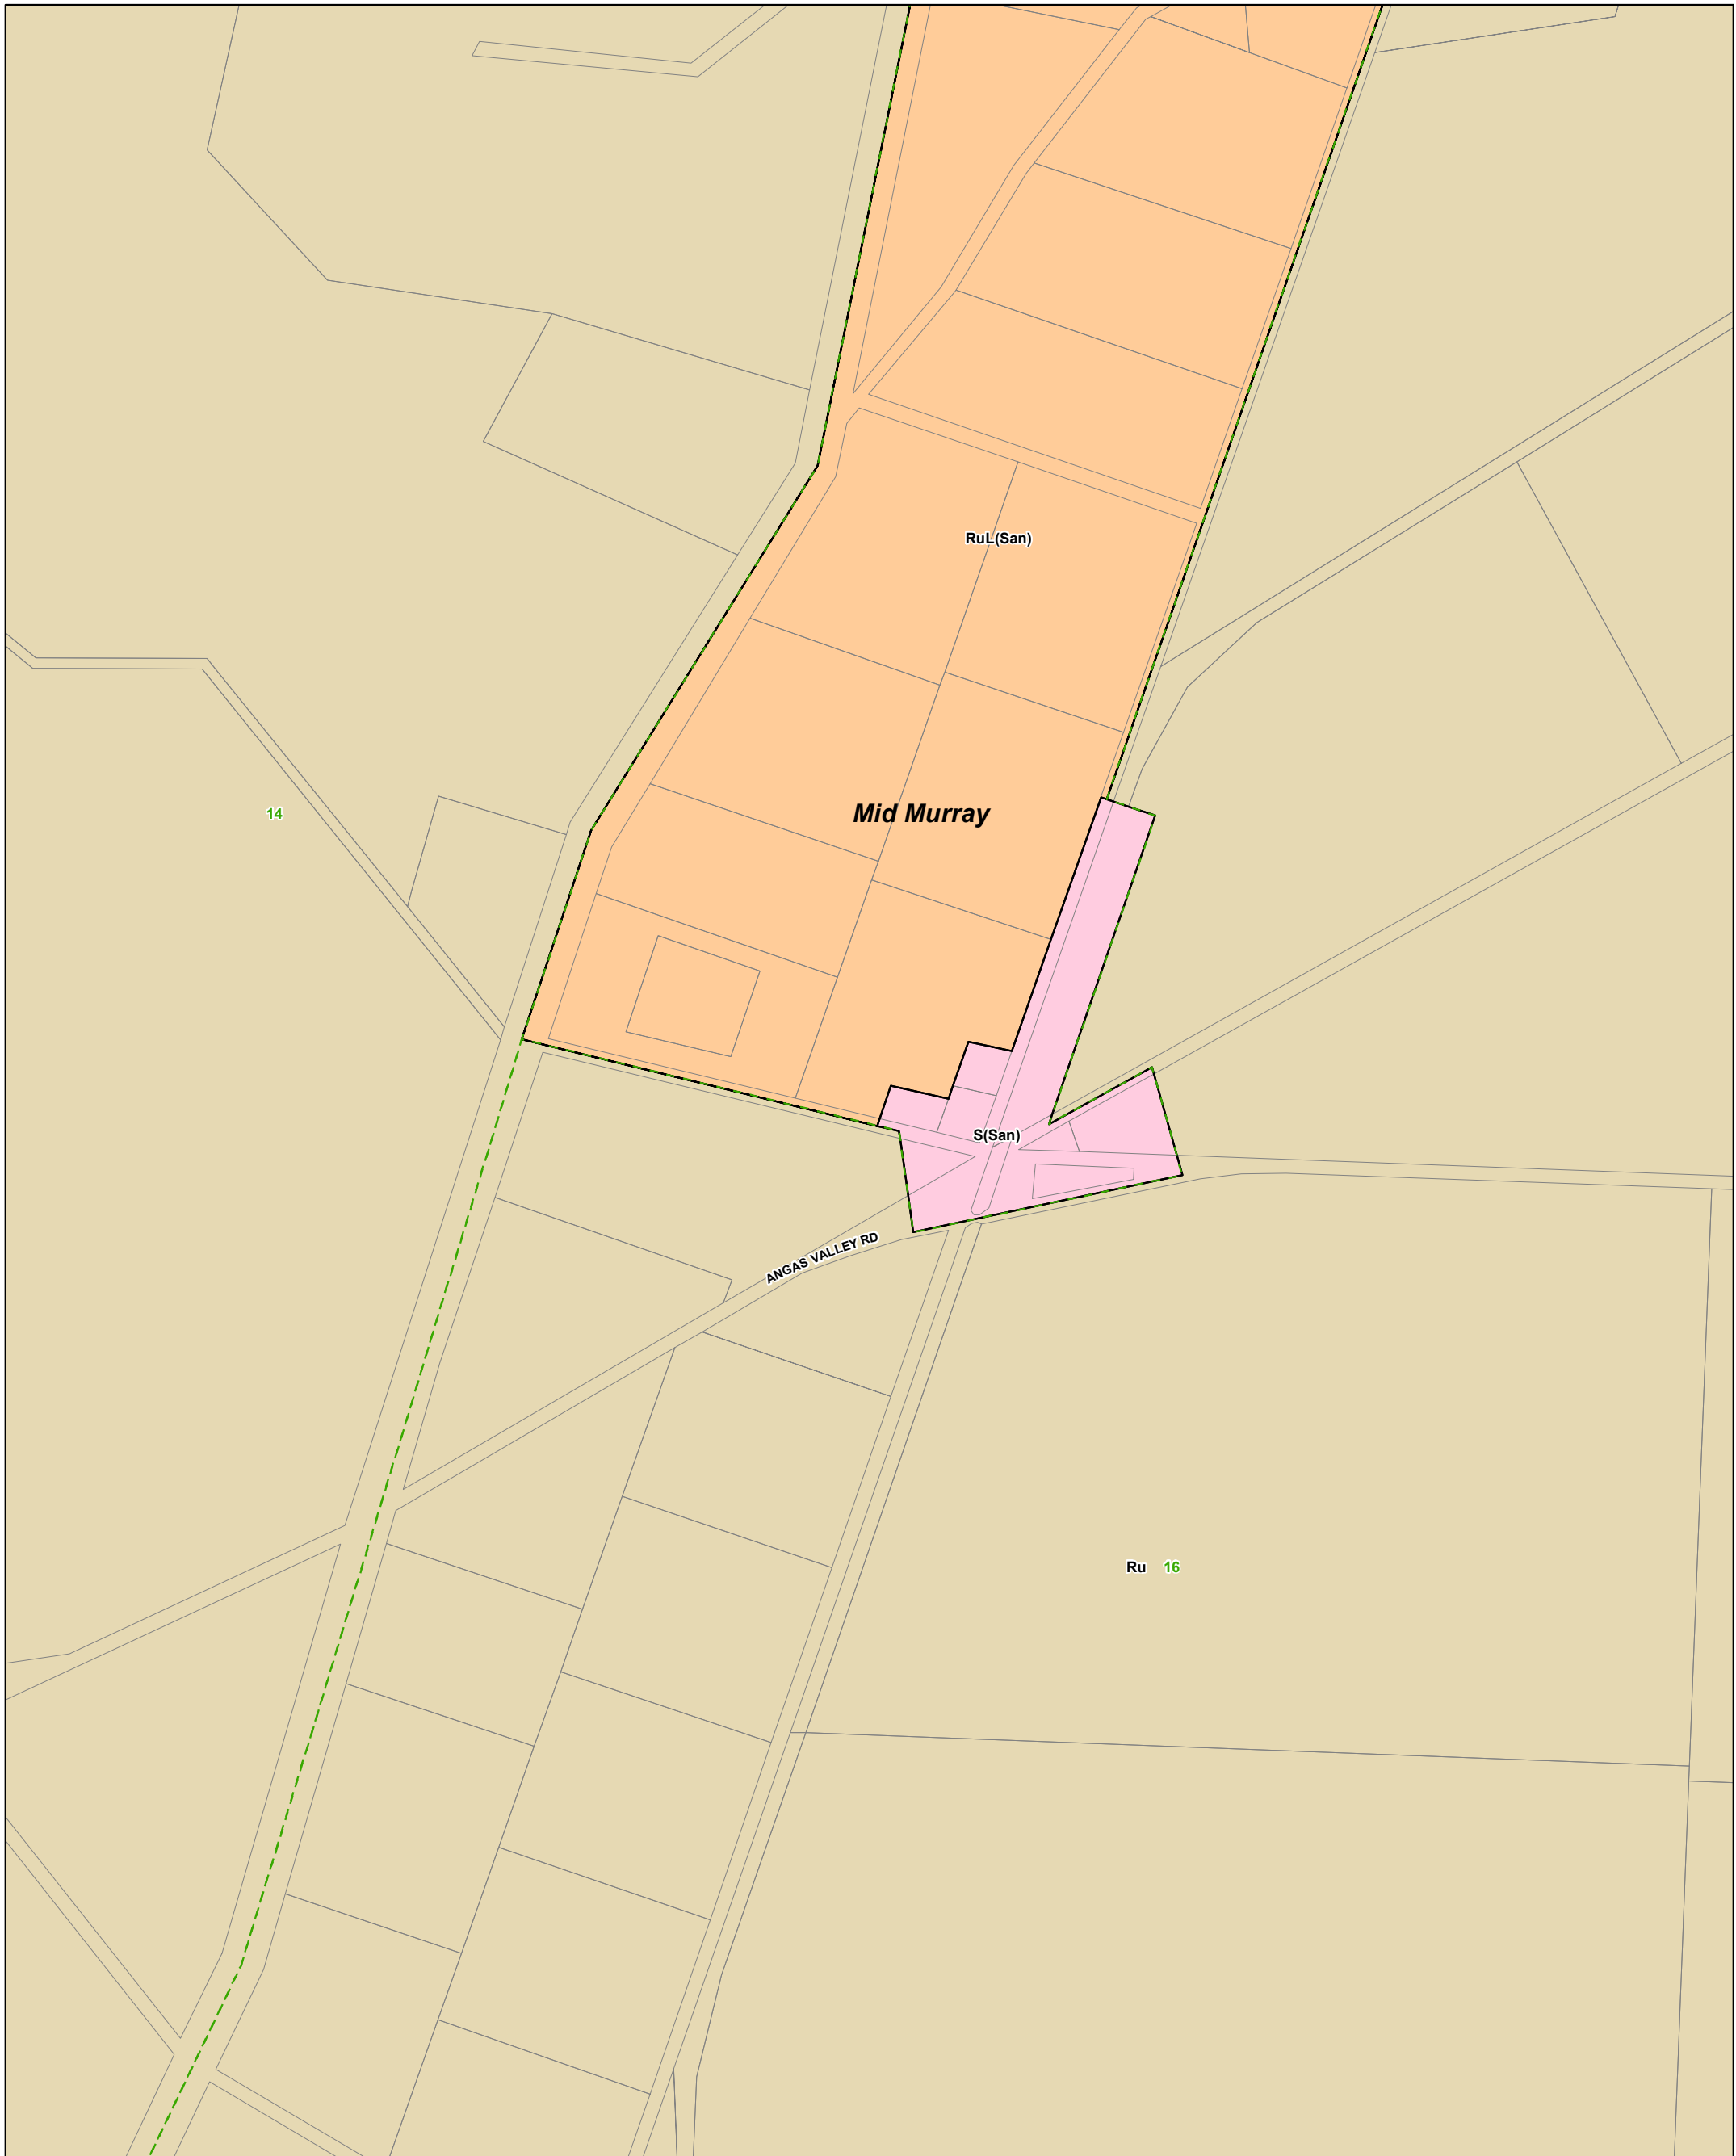 RuL(San)
Mid Murray
14
S(San)
ANGAS VALLEY RD
Ru 16